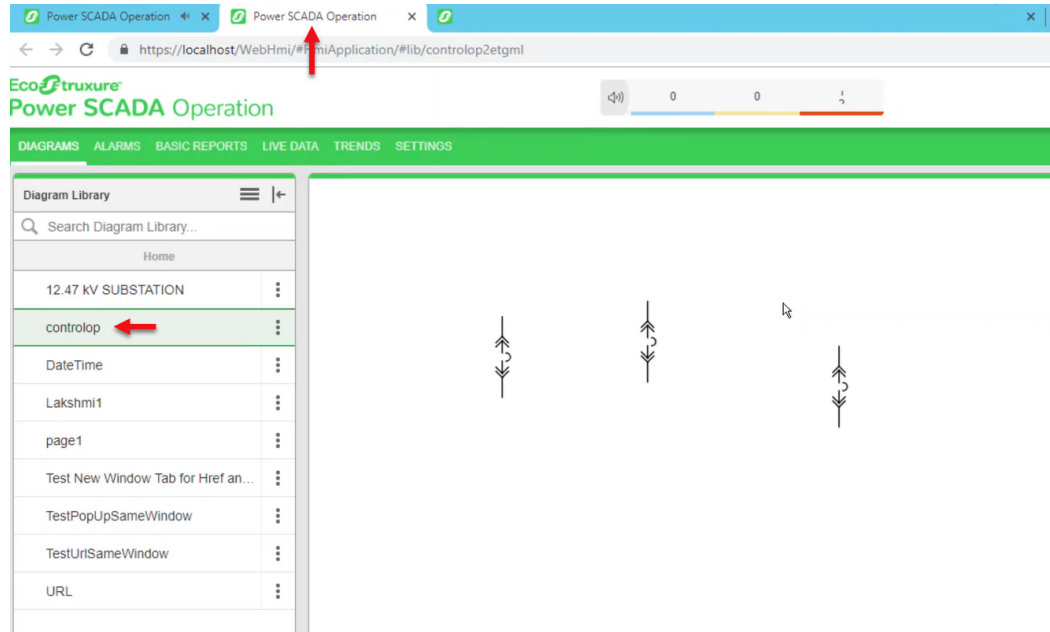 Power SCADA Operation
Power SCADA Operation
https://localhost/WebHmi/#HmiApplication/#lib/controlop2etgml
EcoStruxure
Power SCADA Operation
0 0
DIAGRAMS ALARMS BASIC REPORTS LIVE DATA TRENDS SETTINGS
Diagram Library
Search Diagram Library...
Home
12.47 kV SUBSTATION
controlop
DateTime
Lakshmi1
page1
Test New Window Tab for Href an...
TestPopUpSameWindow
TestUrlSameWindow
URL